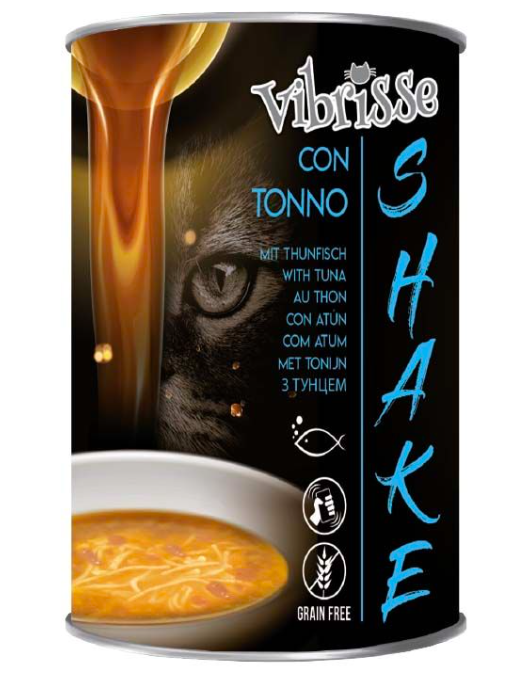 Vibrisse
CON
TONNO
MIT THUNFISCH
WITH TUNA
AU THON
CON ATÚN
COM ATUM
MET TONIJN
З ТУНЦЕМ
GRAIN FREE
SHAKE